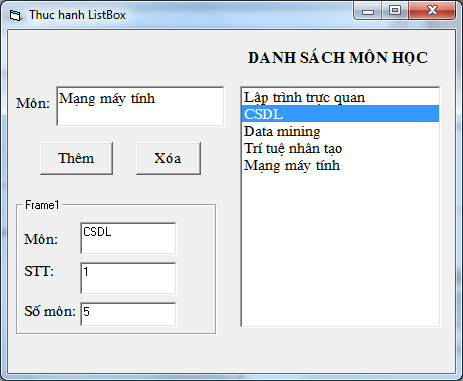 Thuc hanh ListBox
DANH SÁCH MÔN HỌC
Môn:
Mạng máy tính
Thêm
Xóa
Lập trình trực quan
CSDL
Data mining
Trí tuệ nhân tạo
Mạng máy tính
Frame1
Môn:
CSDL
STT:
1
Số môn:
5